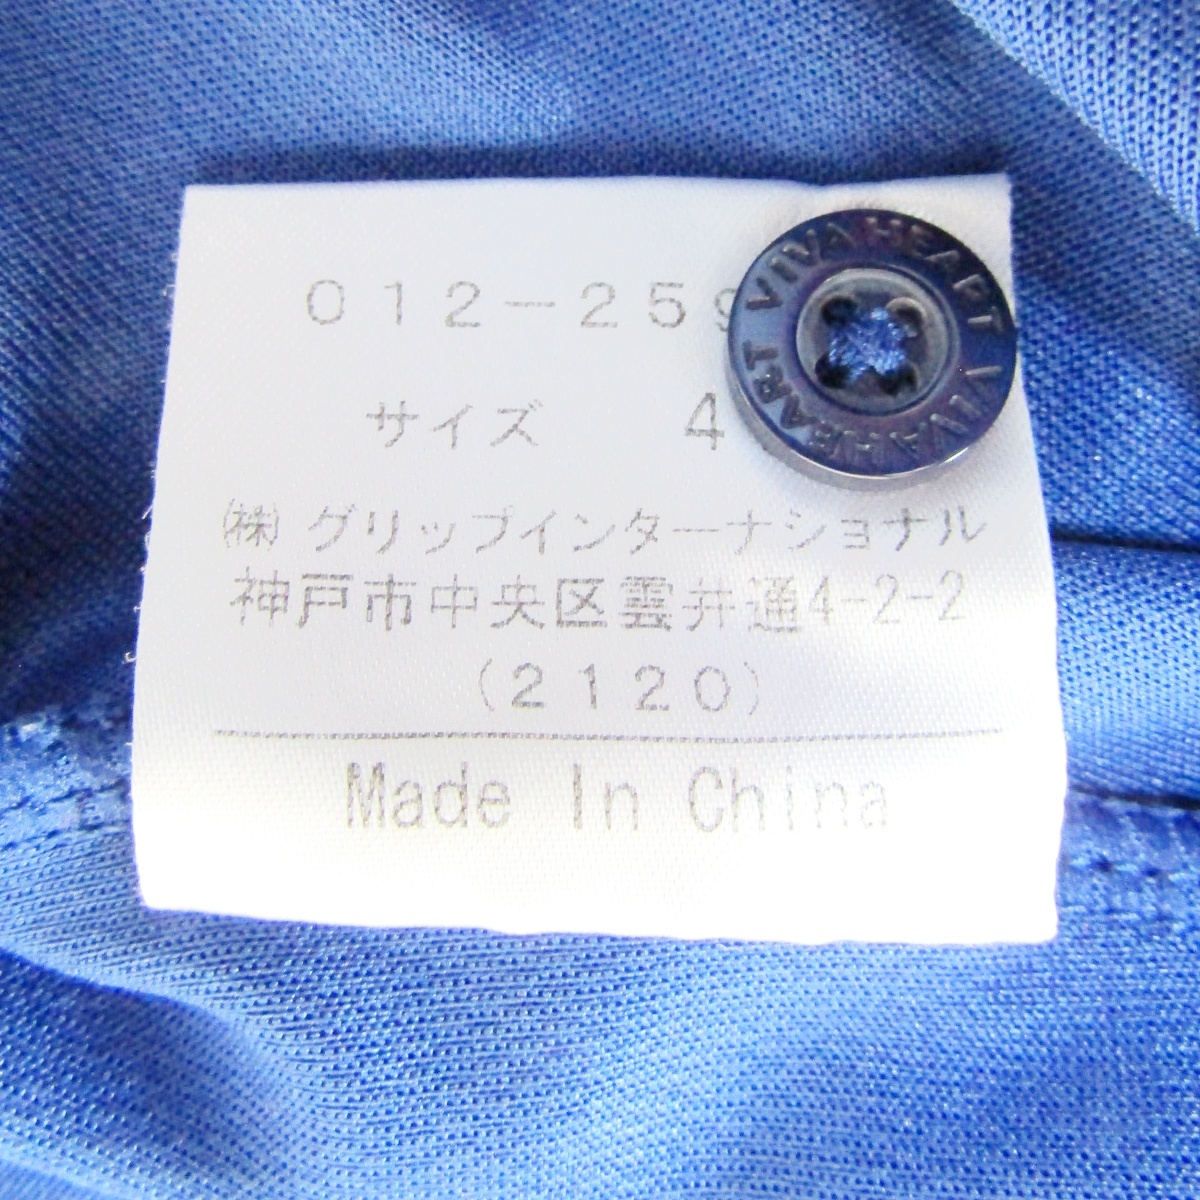 012-259
サイズ 4
㈱グリップインターナショナル
神戸市中央区雲井通4-2-2
(2120)
Made In China
VIVA HEART VIVA HEART VIVA HEART